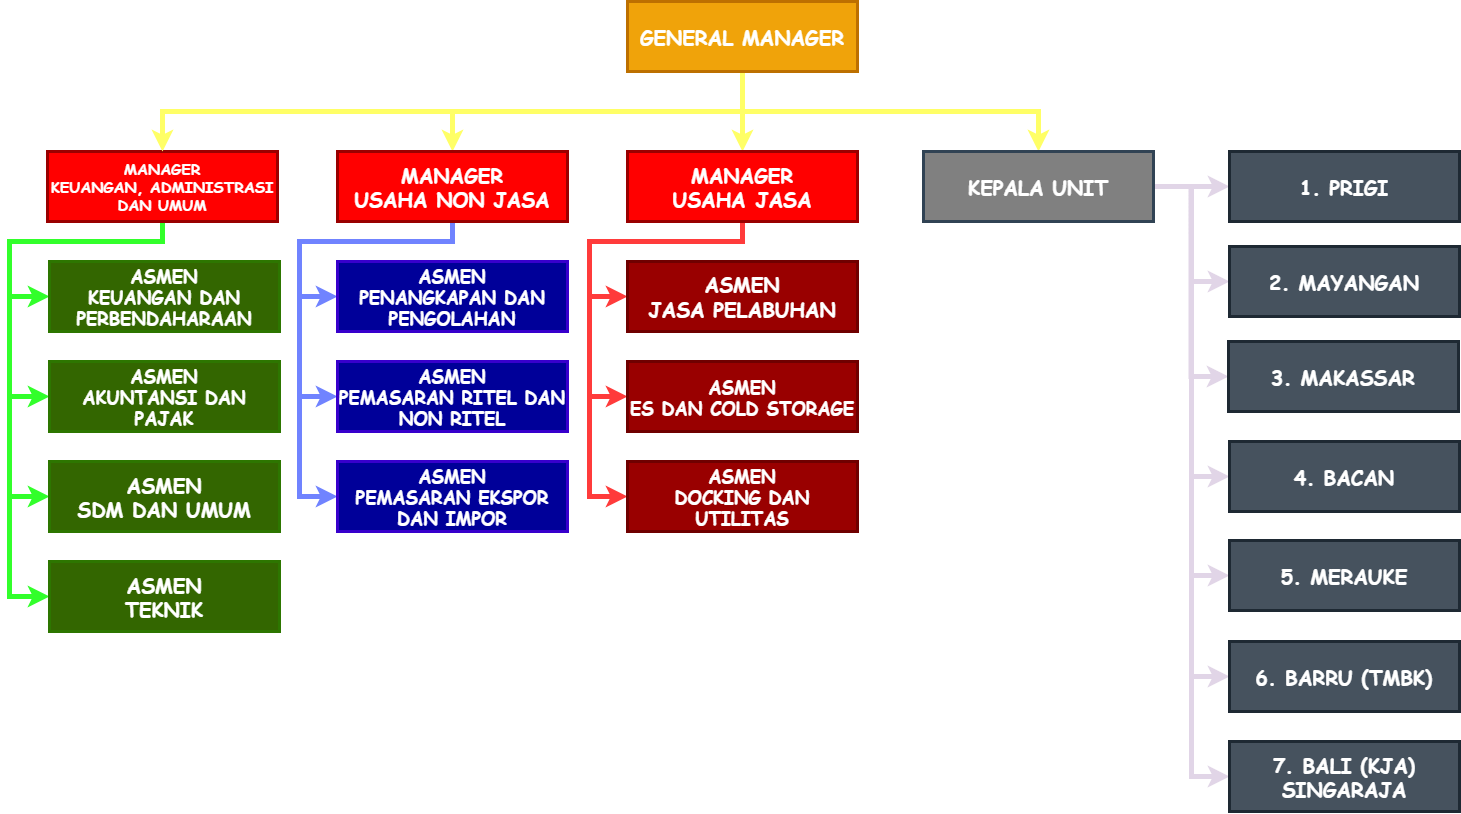 GENERAL MANAGER
MANAGER
KEUANGAN, ADMINISTRASI
DAN UMUM
MANAGER
USAHA NON JASA
MANAGER
USAHA JASA
KEPALA UNIT
ASMEN
KEUANGAN DAN
PERBENDAHARAAN
ASMEN
AKUNTANSI DAN
PAJAK
ASMEN
SDM DAN UMUM
ASMEN
TEKNIK
ASMEN
PENANGKAPAN DAN
PENGOLAHAN
ASMEN
PEMASARAN RITEL DAN
NON RITEL
ASMEN
PEMASARAN EKSPOR
DAN IMPOR
ASMEN
JASA PELABUHAN
ASMEN
ES DAN COLD STORAGE
ASMEN
DOCKING DAN
UTILITAS
1. PRIGI
2. MAYANGAN
3. MAKASSAR
4. BACAN
5. MERAUKE
6. BARRU (TMBK)
7. BALI (KJA)
SINGARAJA